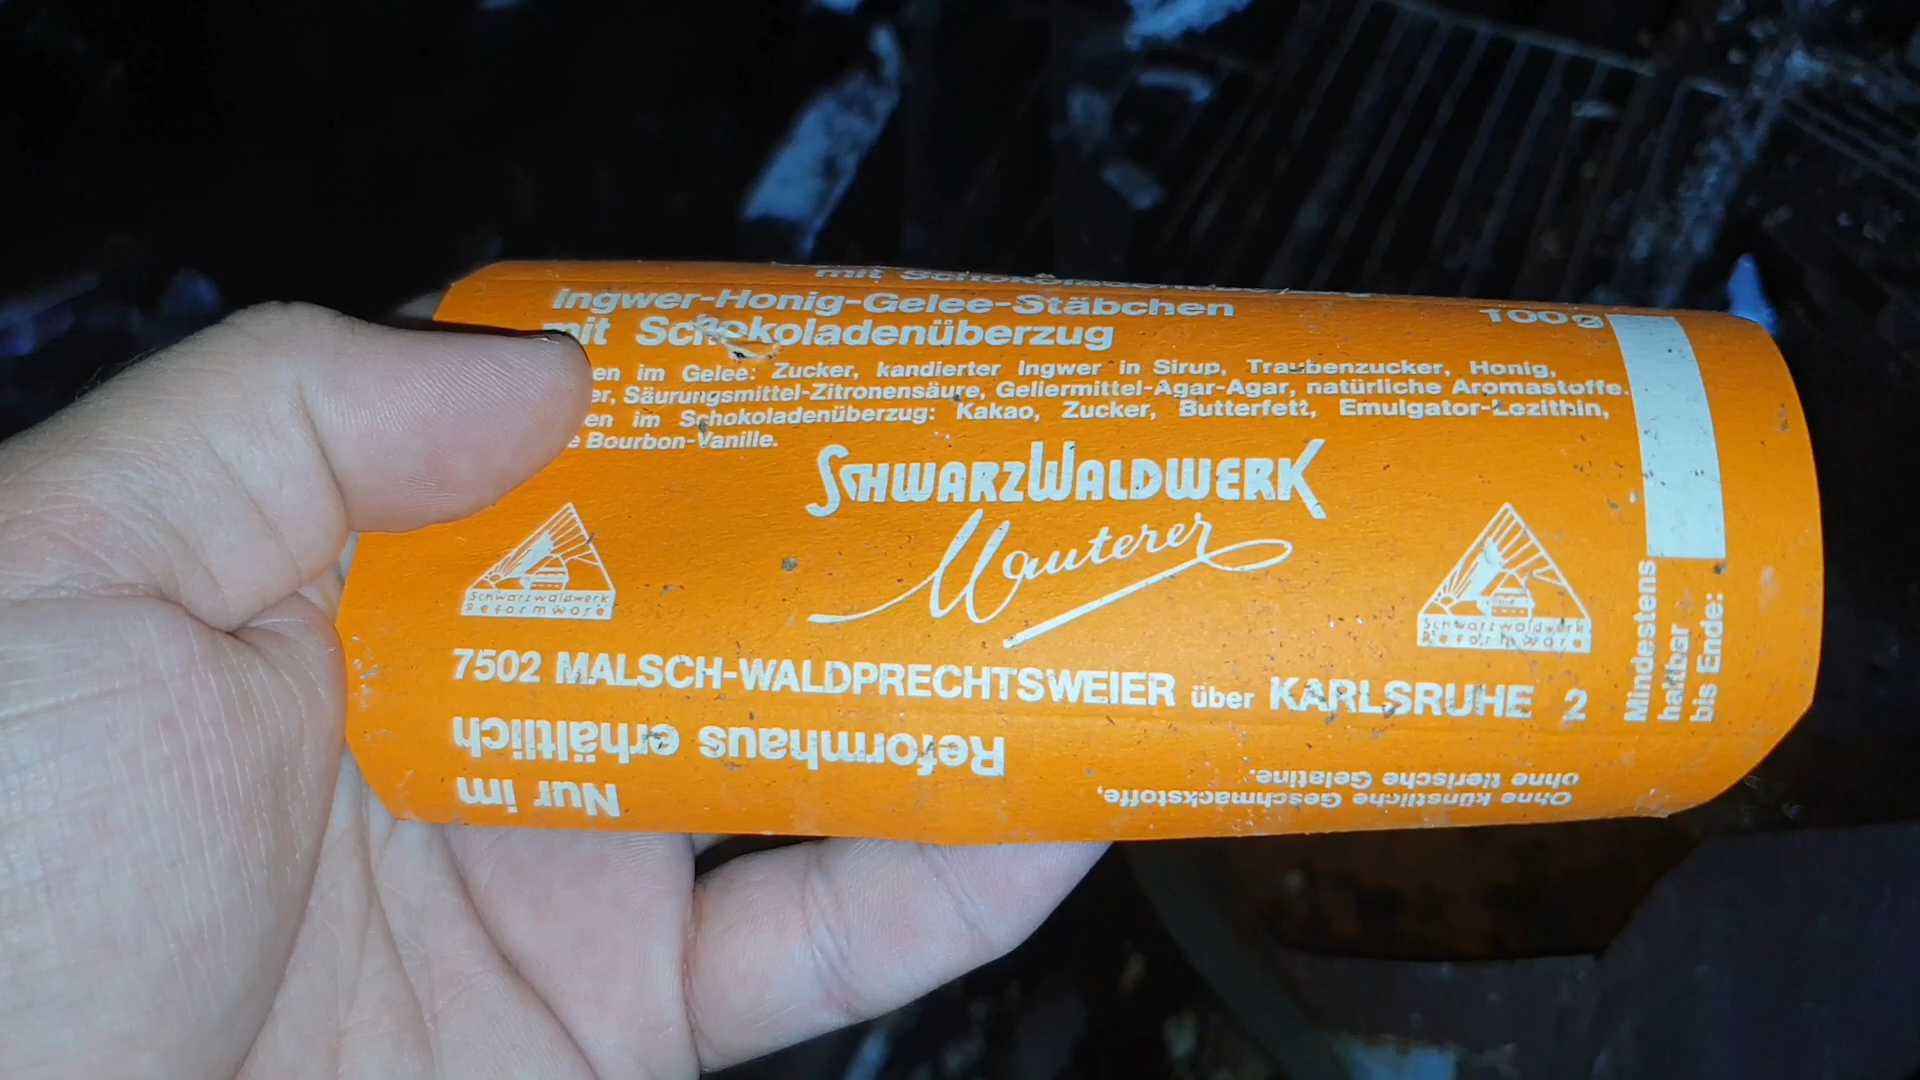 mit Schokoladenüberzug
Ingwer-Honig-Gelee-Stäbchen
mit Schokoladenüberzug
100g
en im Gelee: Zucker, kandierter Ingwer in Sirup, Traubenzucker, Honig,
er, Säurungsmittel-Zitronensäure, Geliermittel-Agar-Agar, natürliche Aromastoffe.
en im Schokoladenüberzug: Kakao, Zucker, Butterfett, Emulgator-Lezithin,
e Bourbon-Vanille.
SCHWARZWALDWERK
Mauterer
Schwarzwaldwerk
Reformware
Schwarzwaldwerk
Reformware
7502 MALSCH-WALDPRECHTSWEIER über KARLSRUHE 2
Mindestens
haltbar
bis Ende:
Nur im
Reformhaus erhältlich
Ohne künstliche Geschmackstoffe,
ohne tierische Gelatine.